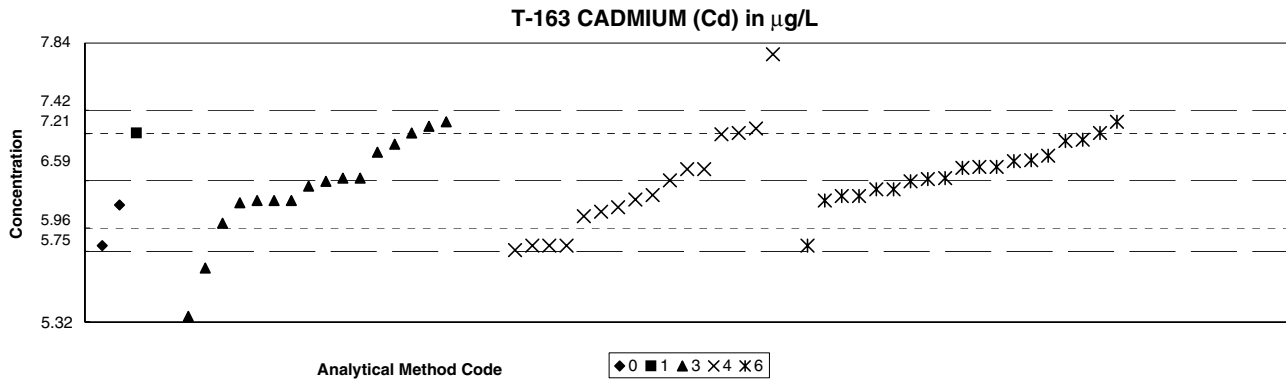 T-163 CADMIUM (Cd) in µg/L
7.84
7.42
7.21
6.59
5.96
5.75
5.32
Concentration
Analytical Method Code
0 1 3 4 6